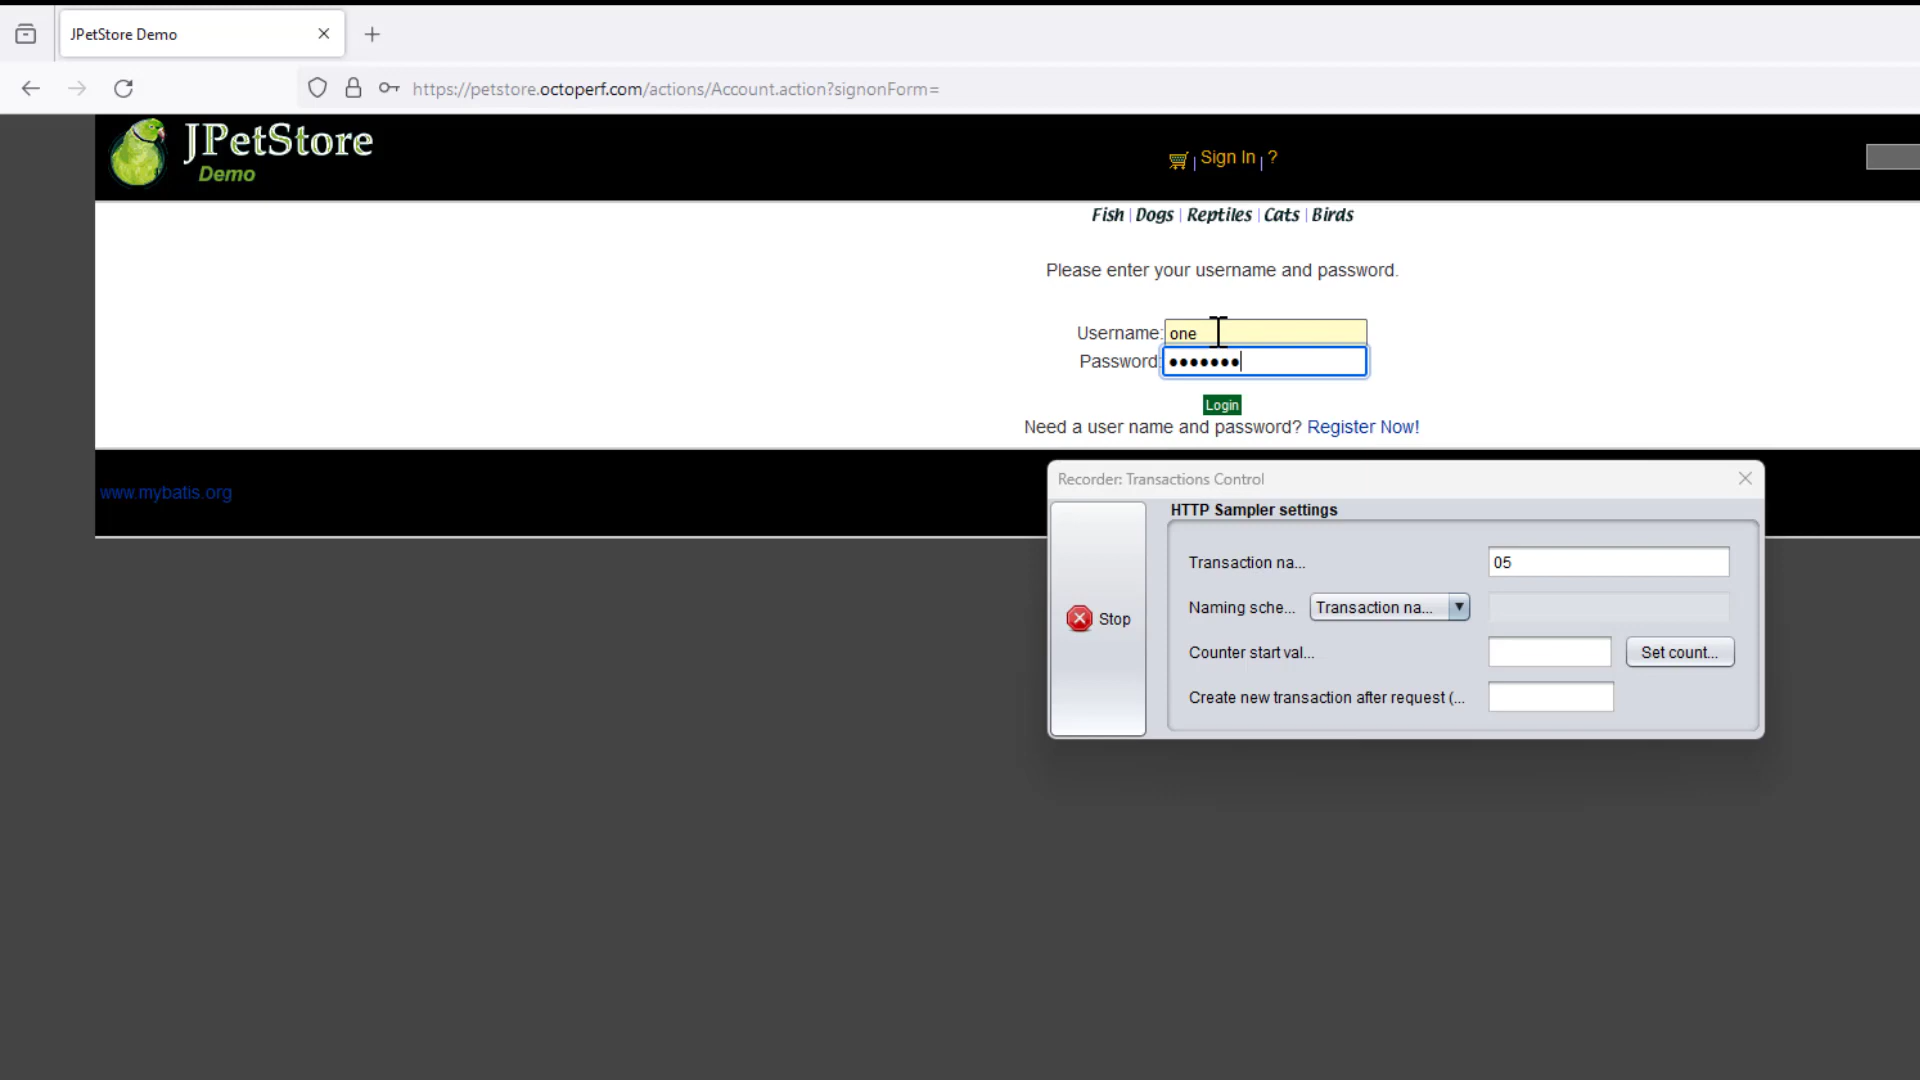 JPetStore Demo
https://petstore.octoperf.com/actions/Account.action?signonForm=
JPetStore
Demo
| Sign In | ?
Fish | Dogs | Reptiles | Cats | Birds
Please enter your username and password.
Username: one
Password: •••••••
Login
Need a user name and password? Register Now!
www.mybatis.org
Recorder: Transactions Control
HTTP Sampler settings
Transaction na... 05
Naming sche... Transaction na...
Stop
Counter start val... Set count...
Create new transaction after request (...